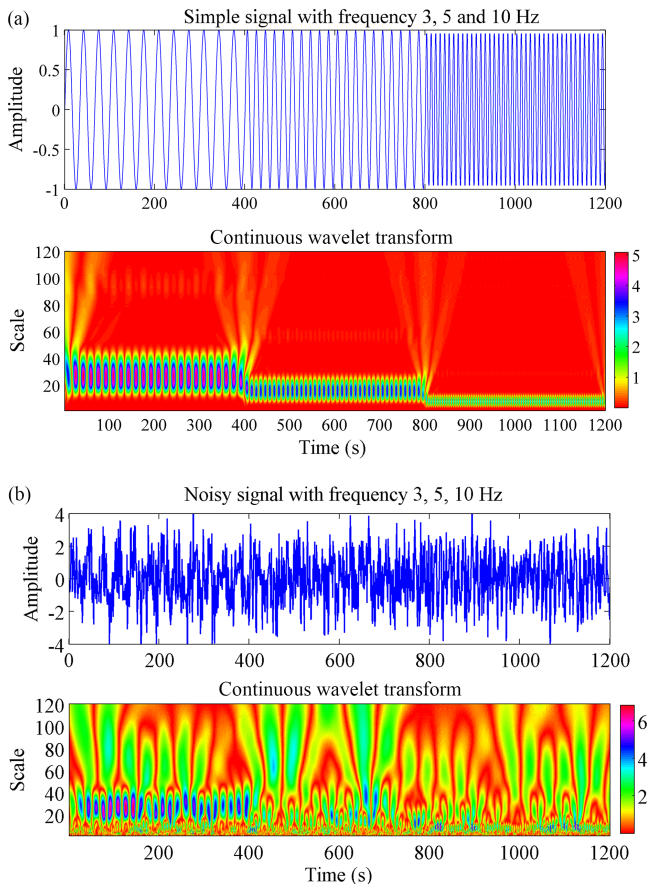 (a)
Simple signal with frequency 3, 5 and 10 Hz
Amplitude
1
0.5
0
-0.5
-1
0 200 400 600 800 1000 1200
Continuous wavelet transform
Scale
120
100
80
60
40
20
100 200 300 400 500 600 700 800 900 1000 1100 1200
Time (s)
5
4
3
2
1
(b)
Noisy signal with frequency 3, 5, 10 Hz
Amplitude
4
2
0
-2
-4
0 200 400 600 800 1000 1200
Continuous wavelet transform
Scale
120
100
80
60
40
20
200 400 600 800 1000 1200
Time (s)
6
4
2